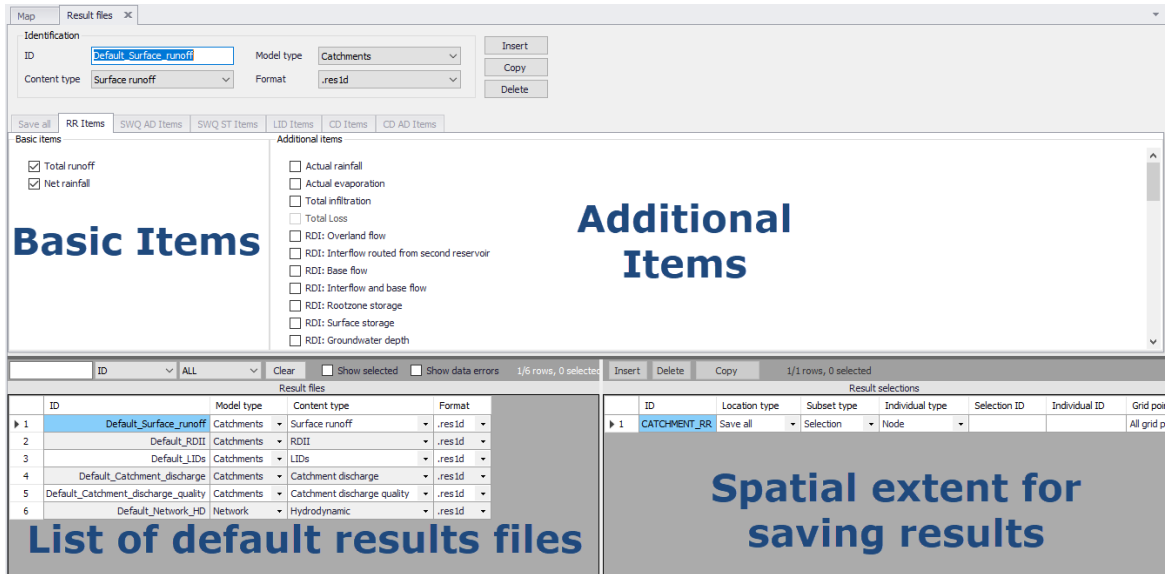 Map Result files X
Identification
ID Default_Surface_runoff Model type Catchments Insert
Content type Surface runoff Format .res1d Copy
Delete
Save all RR Items SWQ AD Items SWQ ST Items LID Items CD Items CD AD Items
Basic items Additional items
Total runoff Actual rainfall
Net rainfall Actual evaporation
Total infiltration
Total Loss
RDI: Overland flow
RDI: Interflow routed from second reservoir
RDI: Base flow
RDI: Interflow and base flow
RDI: Rootzone storage
RDI: Surface storage
RDI: Groundwater depth
Basic Items
Additional
Items
ID ALL Clear Show selected Show data errors 1/6 rows, 0 selected Insert Delete Copy 1/1 rows, 0 selected
Result files Result selections
ID Model type Content type Format
1 Default_Surface_runoff Catchments Surface runoff .res1d
2 Default_RDII Catchments RDII .res1d
3 Default_LIDs Catchments LIDs .res1d
4 Default_Catchment_discharge Catchments Catchment discharge .res1d
5 Default_Catchment_discharge_quality Catchments Catchment discharge quality .res1d
6 Default_Network_HD Network Hydrodynamic .res1d
List of default results files
ID Location type Subset type Individual type Selection ID Individual ID Grid poi
1 CATCHMENT_RR Save all Selection Node All grid p
Spatial extent for
saving results